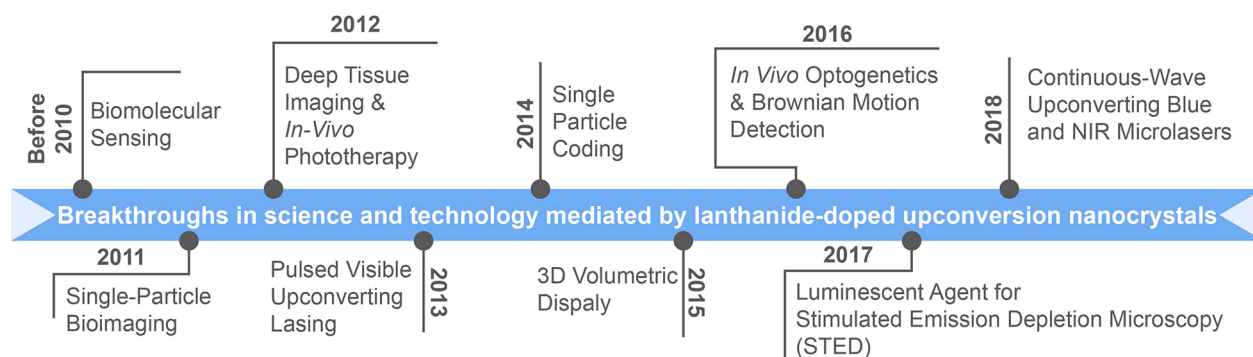 Before
2010
Biomolecular
Sensing
2011
Single-Particle
Bioimaging
2012
Deep Tissue
Imaging &
In-Vivo
Phototherapy
Pulsed Visible
Upconverting
Lasing
2013
2014
Single
Particle
Coding
3D Volumetric
Dispaly
2015
2016
In Vivo Optogenetics
& Brownian Motion
Detection
2017
Luminescent Agent for
Stimulated Emission Depletion Microscopy
(STED)
2018
Continuous-Wave
Upconverting Blue
and NIR Microlasers
Breakthroughs in science and technology mediated by lanthanide-doped upconversion nanocrystals